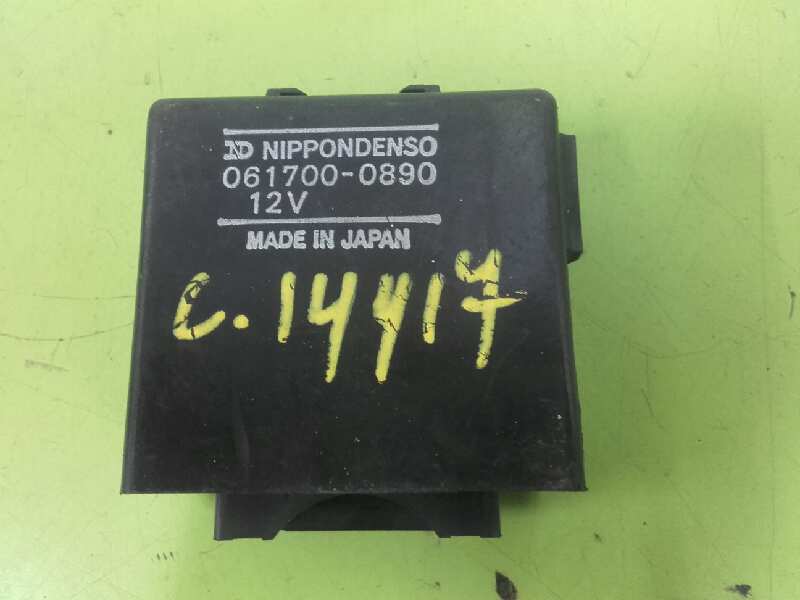 ND NIPPONDENSO
061700-0890
12V
MADE IN JAPAN
C.14417